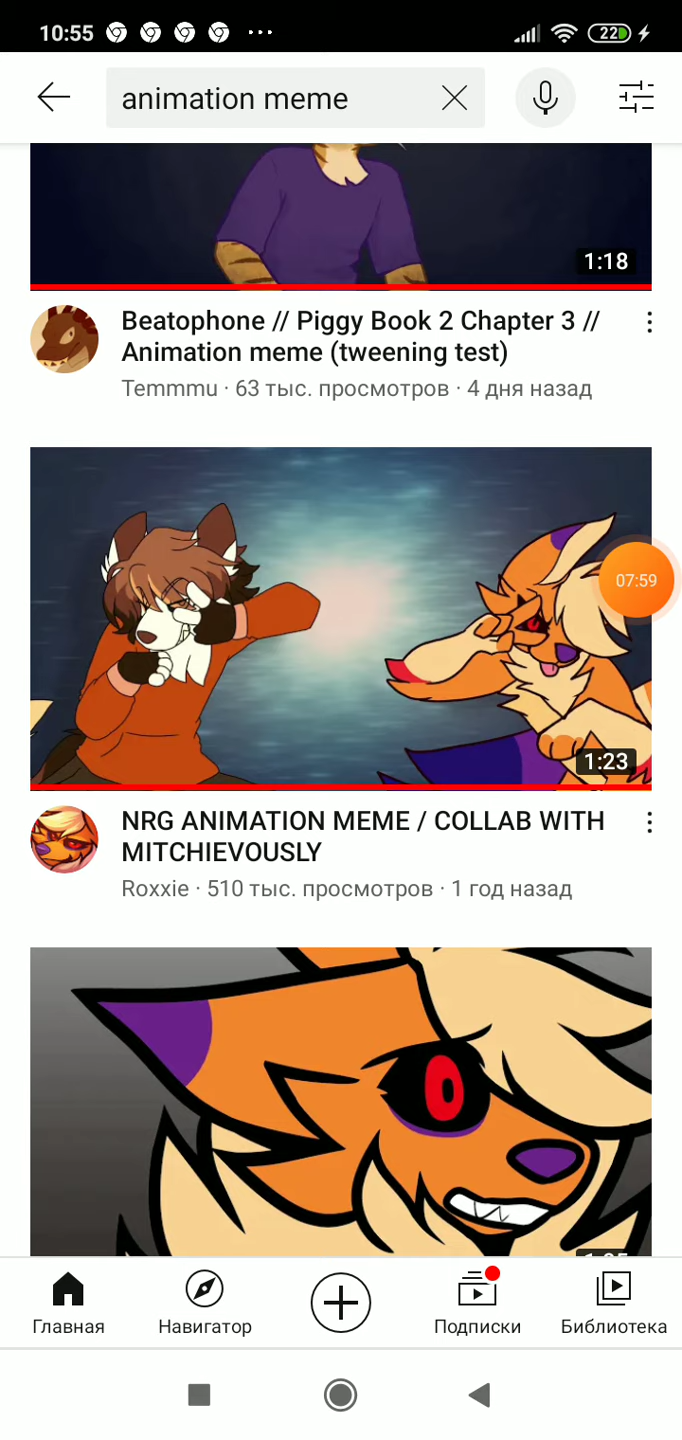 10:55
22
animation meme
1:18
Beatophone // Piggy Book 2 Chapter 3 //
Animation meme (tweening test)
Temmmu · 63 тыс. просмотров · 4 дня назад
07:59
1:23
NRG ANIMATION MEME / COLLAB WITH
MITCHIEVOUSLY
Roxxie · 510 тыс. просмотров · 1 год назад
Главная
Навигатор
Подписки
Библиотека